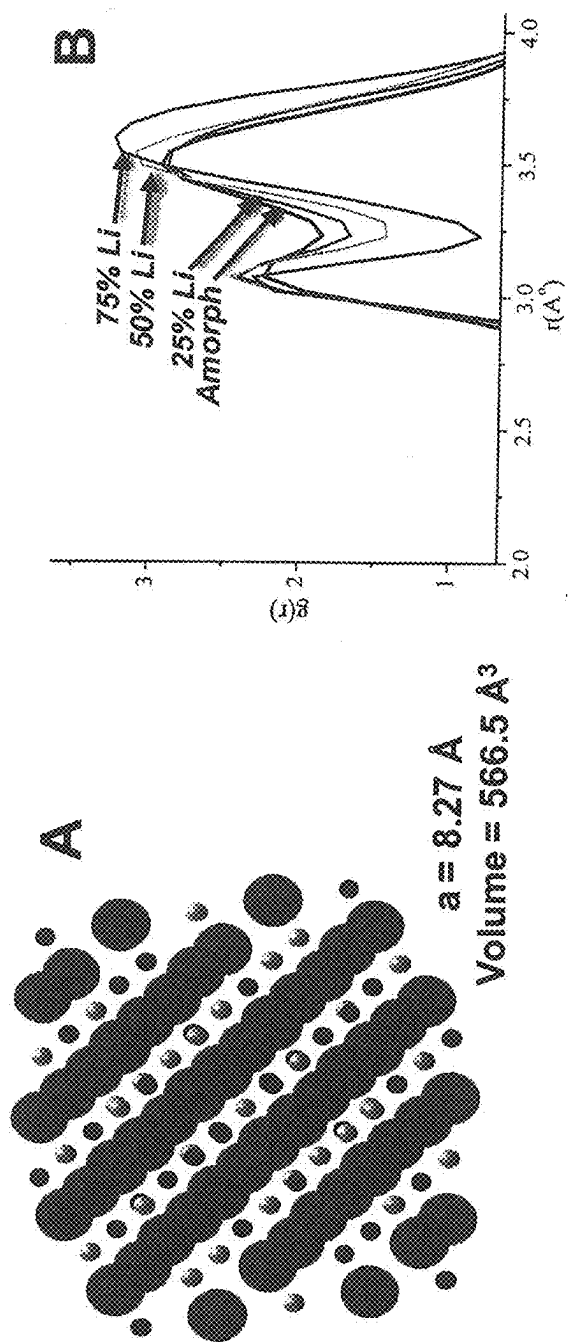 A
a = 8.27 Å
Volume = 566.5 Å³
B
75% Li
50% Li
25% Li
Amorph
g(r)
3
2
1
2.0
2.5
3.0
3.5
4.0
r(A°)